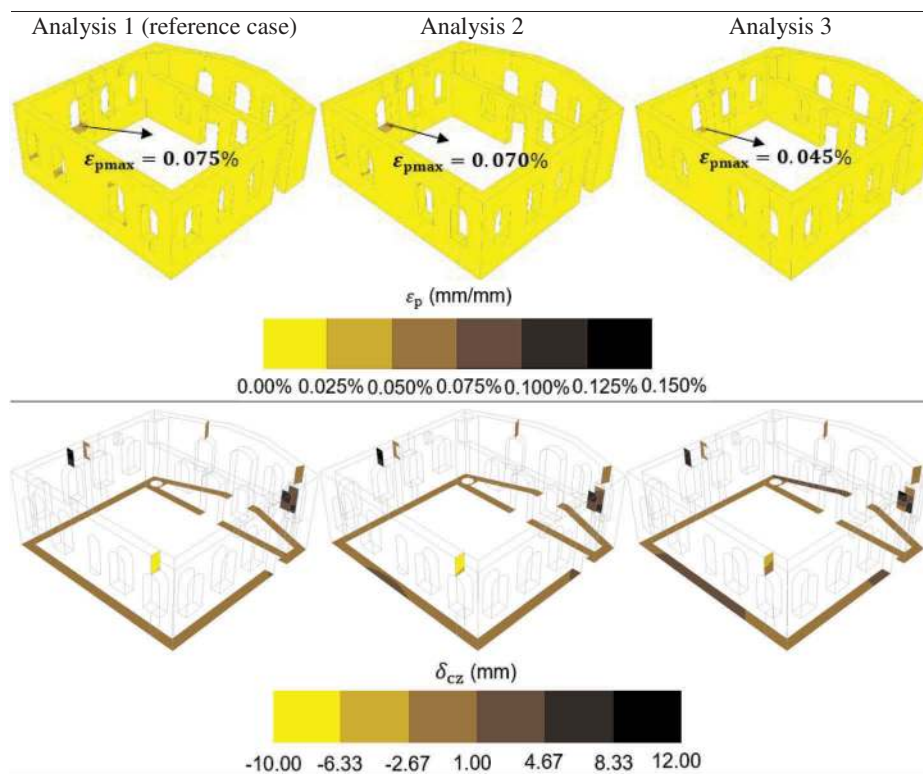 Analysis 1 (reference case) Analysis 2 Analysis 3
εpmax = 0.075% εpmax = 0.070% εpmax = 0.045%
εp (mm/mm)
0.00% 0.025% 0.050% 0.075% 0.100% 0.125% 0.150%
δcz (mm)
-10.00 -6.33 -2.67 1.00 4.67 8.33 12.00